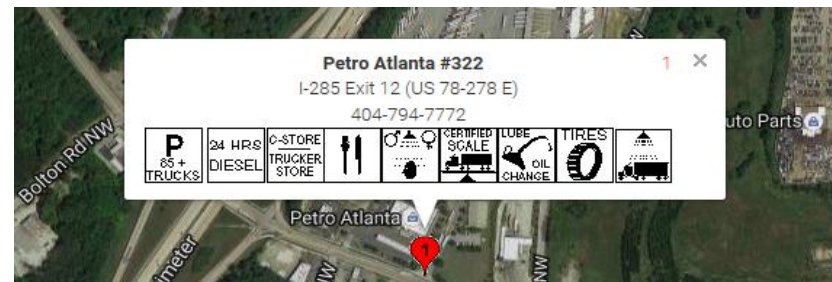 Petro Atlanta #322
1
I-285 Exit 12 (US 78-278 E)
404-794-7772
P
85 +
TRUCKS
24 HRS
DIESEL
C-STORE
TRUCKER
STORE
CERTIFIED
SCALE
LUBE
OIL
CHANGE
TIRES
uto Parts
Bolton Rd NW
Petro Atlanta
1
imeter
NW
NW